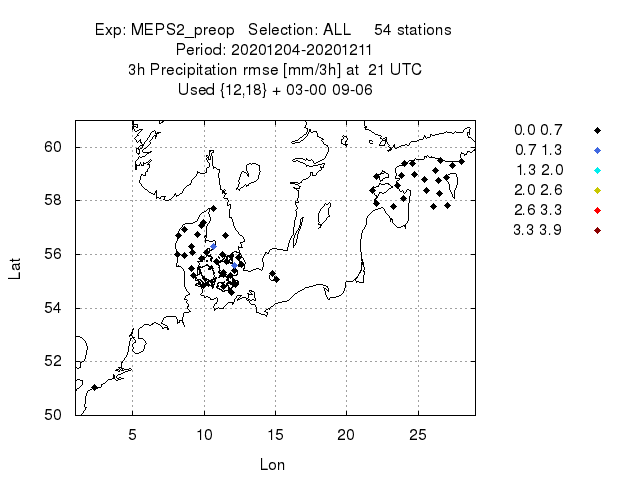 Exp: MEPS2_preop Selection: ALL 54 stations
Period: 20201204-20201211
3h Precipitation rmse [mm/3h] at 21 UTC
Used {12,18} + 03-00 09-06
0.0 0.7
0.7 1.3
1.3 2.0
2.0 2.6
2.6 3.3
3.3 3.9
60
58
56
54
52
50
Lat
5 10 15 20 25
Lon